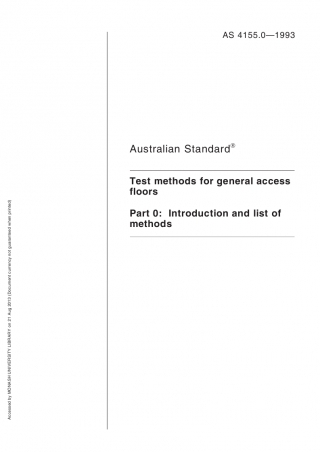 AS 4155.0—1993
Australian Standard®
Test methods for general access
floors
Part 0: Introduction and list of
methods
Accessed by MONASH UNIVERSITY LIBRARY on 21 Aug 2013 (Document currency not guaranteed when printed)